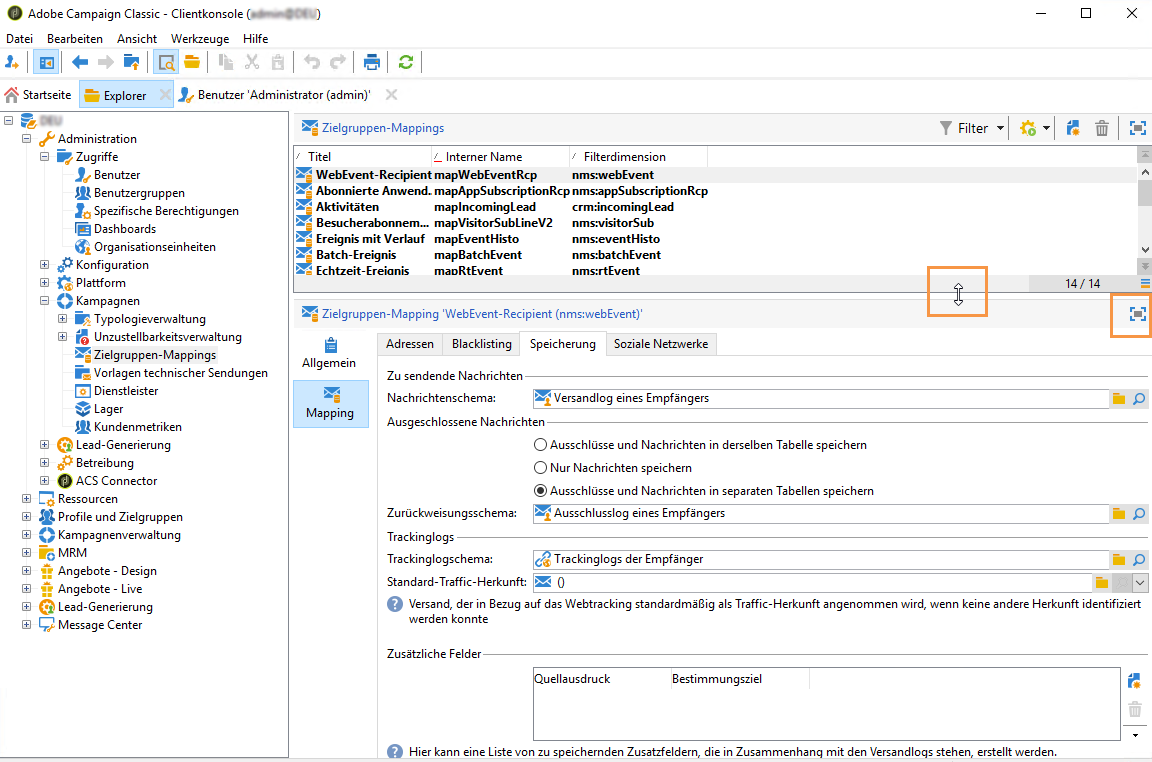 Adobe Campaign Classic - Clientkonsole (
)
Datei Bearbeiten Ansicht Werkzeuge Hilfe
Startseite Explorer Benutzer 'Administrator (admin)'
Administration
Zugriffe
Benutzer
Benutzergruppen
Spezifische Berechtigungen
Dashboards
Organisationseinheiten
Konfiguration
Plattform
Kampagnen
Typologieverwaltung
Unzustellbarkeitsverwaltung
Zielgruppen-Mappings
Vorlagen technischer Sendungen
Dienstleister
Lager
Kundenmetriken
Lead-Generierung
Betreibung
ACS Connector
Ressourcen
Profile und Zielgruppen
Kampagnenverwaltung
MRM
Angebote - Design
Angebote - Live
Lead-Generierung
Message Center
Zielgruppen-Mappings Filter
Titel Interner Name Filterdimension
WebEvent-Recipient mapWebEventRcp nms:webEvent
Abonnierte Anwend.. mapAppSubscriptionRcp nms:appSubscriptionRcp
Aktivitäten mapIncomingLead crm:incomingLead
Besucherabonnem... mapVisitorSubLineV2 nms:visitorSub
Ereignis mit Verlauf mapEventHisto nms:eventHisto
Batch-Ereignis mapBatchEvent nms:batchEvent
Echtzeit-Ereignis mapRtEvent nms:rtEvent
14 / 14
Zielgruppen-Mapping 'WebEvent-Recipient (nms:webEvent)'
Allgemein
Mapping
Adressen Blacklisting Speicherung Soziale Netzwerke
Zu sendende Nachrichten
Nachrichtenschema: Versandlog eines Empfängers
Ausgeschlossene Nachrichten
Ausschlüsse und Nachrichten in derselben Tabelle speichern
Nur Nachrichten speichern
Ausschlüsse und Nachrichten in separaten Tabellen speichern
Zurückweisungsschema: Ausschlusslog eines Empfängers
Trackinglogs
Trackinglogschema: Trackinglogs der Empfänger
Standard-Traffic-Herkunft: ()
Versand, der in Bezug auf das Webtracking standardmäßig als Traffic-Herkunft angenommen wird, wenn keine andere Herkunft identifiziert
werden konnte
Zusätzliche Felder
Quellausdruck Bestimmungsziel
Hier kann eine Liste von zu speichernden Zusatzfeldern, die in Zusammenhang mit den Versandlogs stehen, erstellt werden.